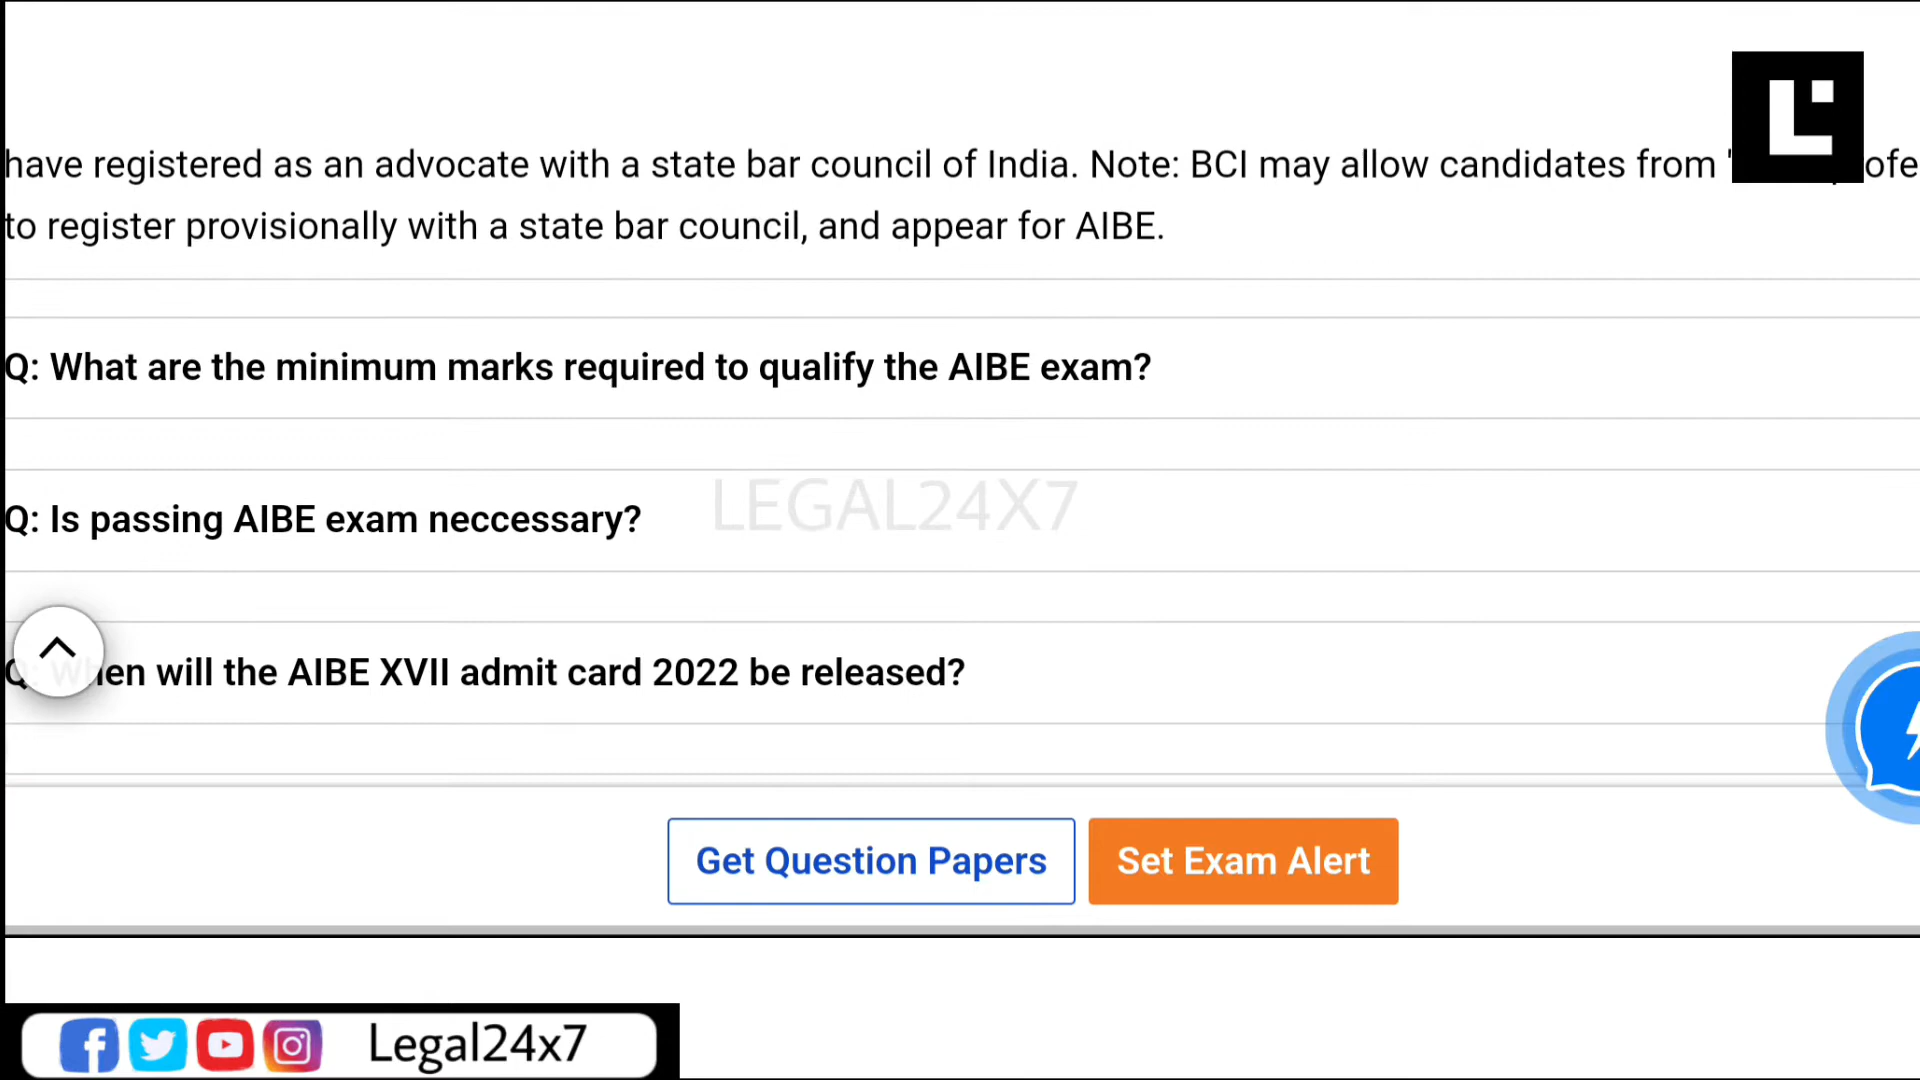 have registered as an advocate with a state bar council of India. Note: BCI may allow candidates from
to register provisionally with a state bar council, and appear for AIBE.
Q: What are the minimum marks required to qualify the AIBE exam?
LEGAL24X7
Q: Is passing AIBE exam neccessary?
Q: When will the AIBE XVII admit card 2022 be released?
Get Question Papers
Set Exam Alert
Legal24x7